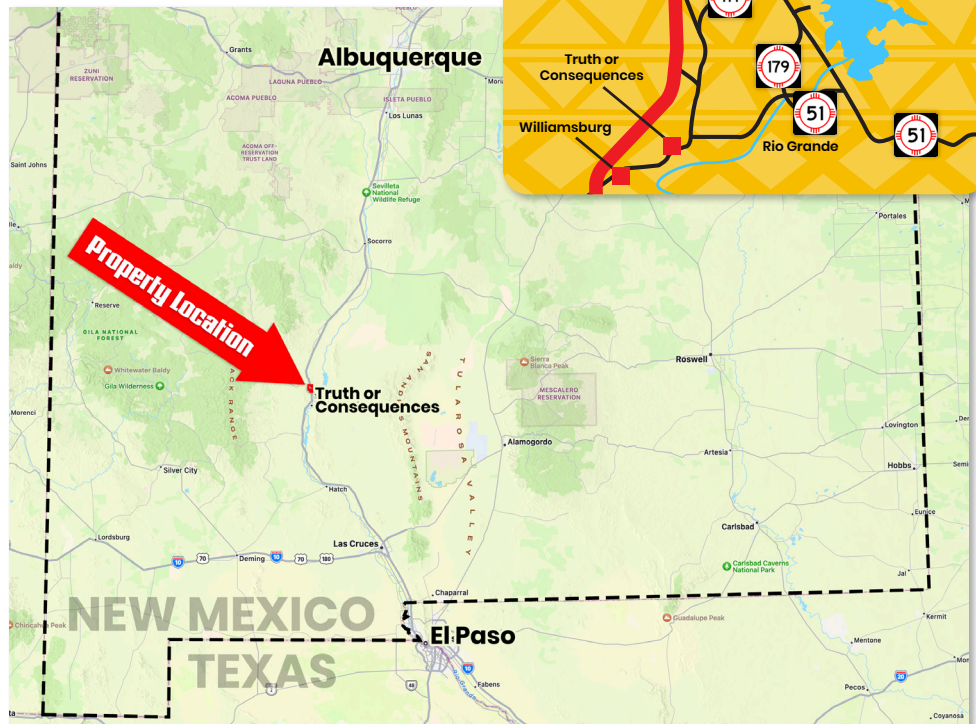 PUEBLO
Albuquerque
Grants
ZUNI
RESERVATION
LAGUNA PUEBLO
ACOMA PUEBLO
ISLETA PUEBLO
Los Lunas
ACOMA OFF-
RESERVATION
TRUST LAND
Saint Johns
Sevilleta
National
Wildlife Refuge
Socorro
Truth or
Consequences
Williamsburg
179
51
51
Rio Grande
Portales
Property Location
Reserve
GILA NATIONAL
FOREST
Whitewater Baldy
Gila Wilderness
Morenci
Truth or
Consequences
SAN ANDRES MOUNTAINS
TULAROSA VALLEY
Sierra
Blanca Peak
MESCALERO
RESERVATION
Roswell
Alamogordo
Artesia
Lovington
Hobbs
Silver City
Hatch
Eunice
Carlsbad
Lordsburg
10
70
Deming
10
70
180
Las Cruces
Carlsbad Caverns
National Park
Jal
Chaparral
NEW MEXICO
TEXAS
El Paso
Guadalupe Peak
Kermit
Mentone
10
Fabens
Rio Grande
20
Pecos
Coyanosa